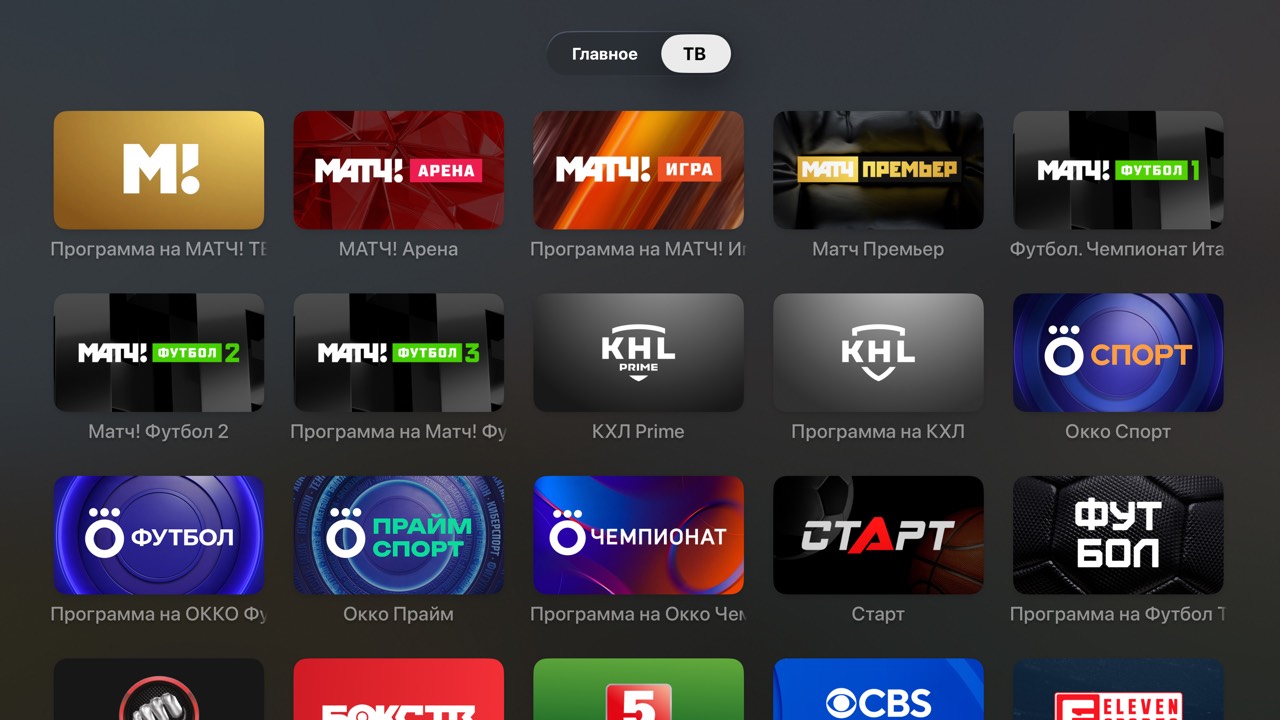 Главное ТВ
М!
МАТЧ! АРЕНА
МАТЧ! ИГРА
МАТЧ ПРЕМЬЕР
МАТЧ! ФУТБОЛ 1
Программа на МАТЧ! ТВ
МАТЧ! Арена
Программа на МАТЧ! Иг
Матч Премьер
Футбол. Чемпионат Ита
МАТЧ! ФУТБОЛ 2
МАТЧ! ФУТБОЛ 3
KHL
PRIME
KHL
СПОРТ
Матч! Футбол 2
Программа на Матч! Фу
КХЛ Prime
Программа на КХЛ
Окко Спорт
ФУТБОЛ
ПРАЙМ
СПОРТ
ЧЕМПИОНАТ
СТАРТ
ФУТ
БОЛ
Программа на ОККО Фу
Окко Прайм
Программа на Окко Чем
Старт
Программа на Футбол
5
CBS
ELEVEN